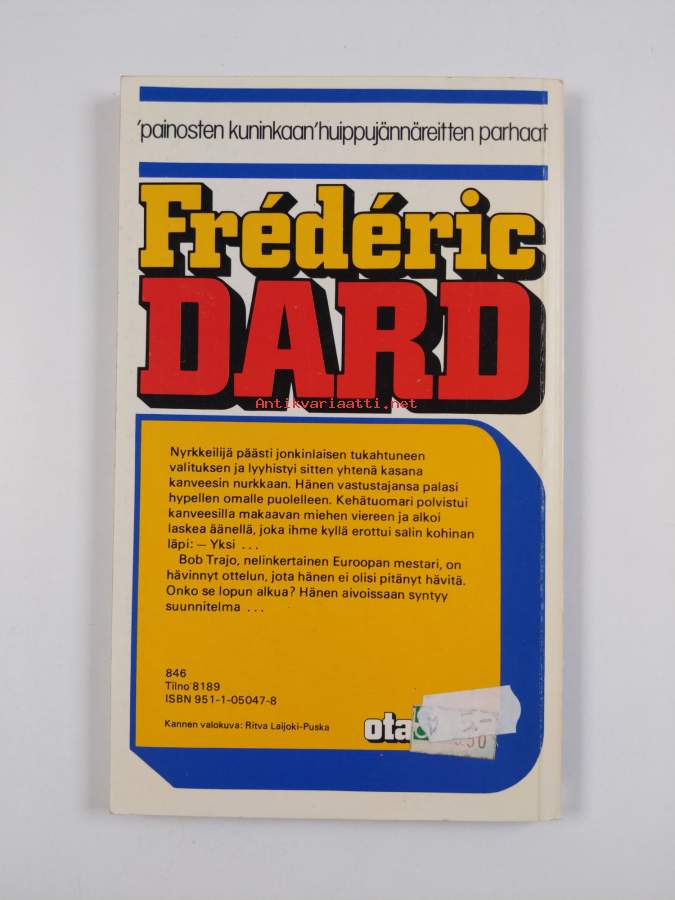 'painosten kuninkaan' huippujännäreitten parhaat
Frédéric
DARD
Antikvariaatti.net
Nyrkkeilijä päästi jonkinlaisen tukahtuneen
valituksen ja lyyhistyi sitten yhtenä kasana
kanveesin nurkkaan. Hänen vastustajansa palasi
hypellen omalle puolelleen. Kehätuomari polvistui
kanveesilla makaavan miehen viereen ja alkoi
laskea äänellä, joka ihme kyllä erottui salin kohinan
läpi: — Yksi ...
Bob Trajo, nelinkertainen Euroopan mestari, on
hävinnyt ottelun, jota hänen ei olisi pitänyt hävitä.
Onko se lopun alkua? Hänen aivoissaan syntyy
suunnitelma ...
846
Tilno 8189
ISBN 951-1-05047-8
Kannen valokuva: Ritva Laijoki-Puska
ota
5,-
50